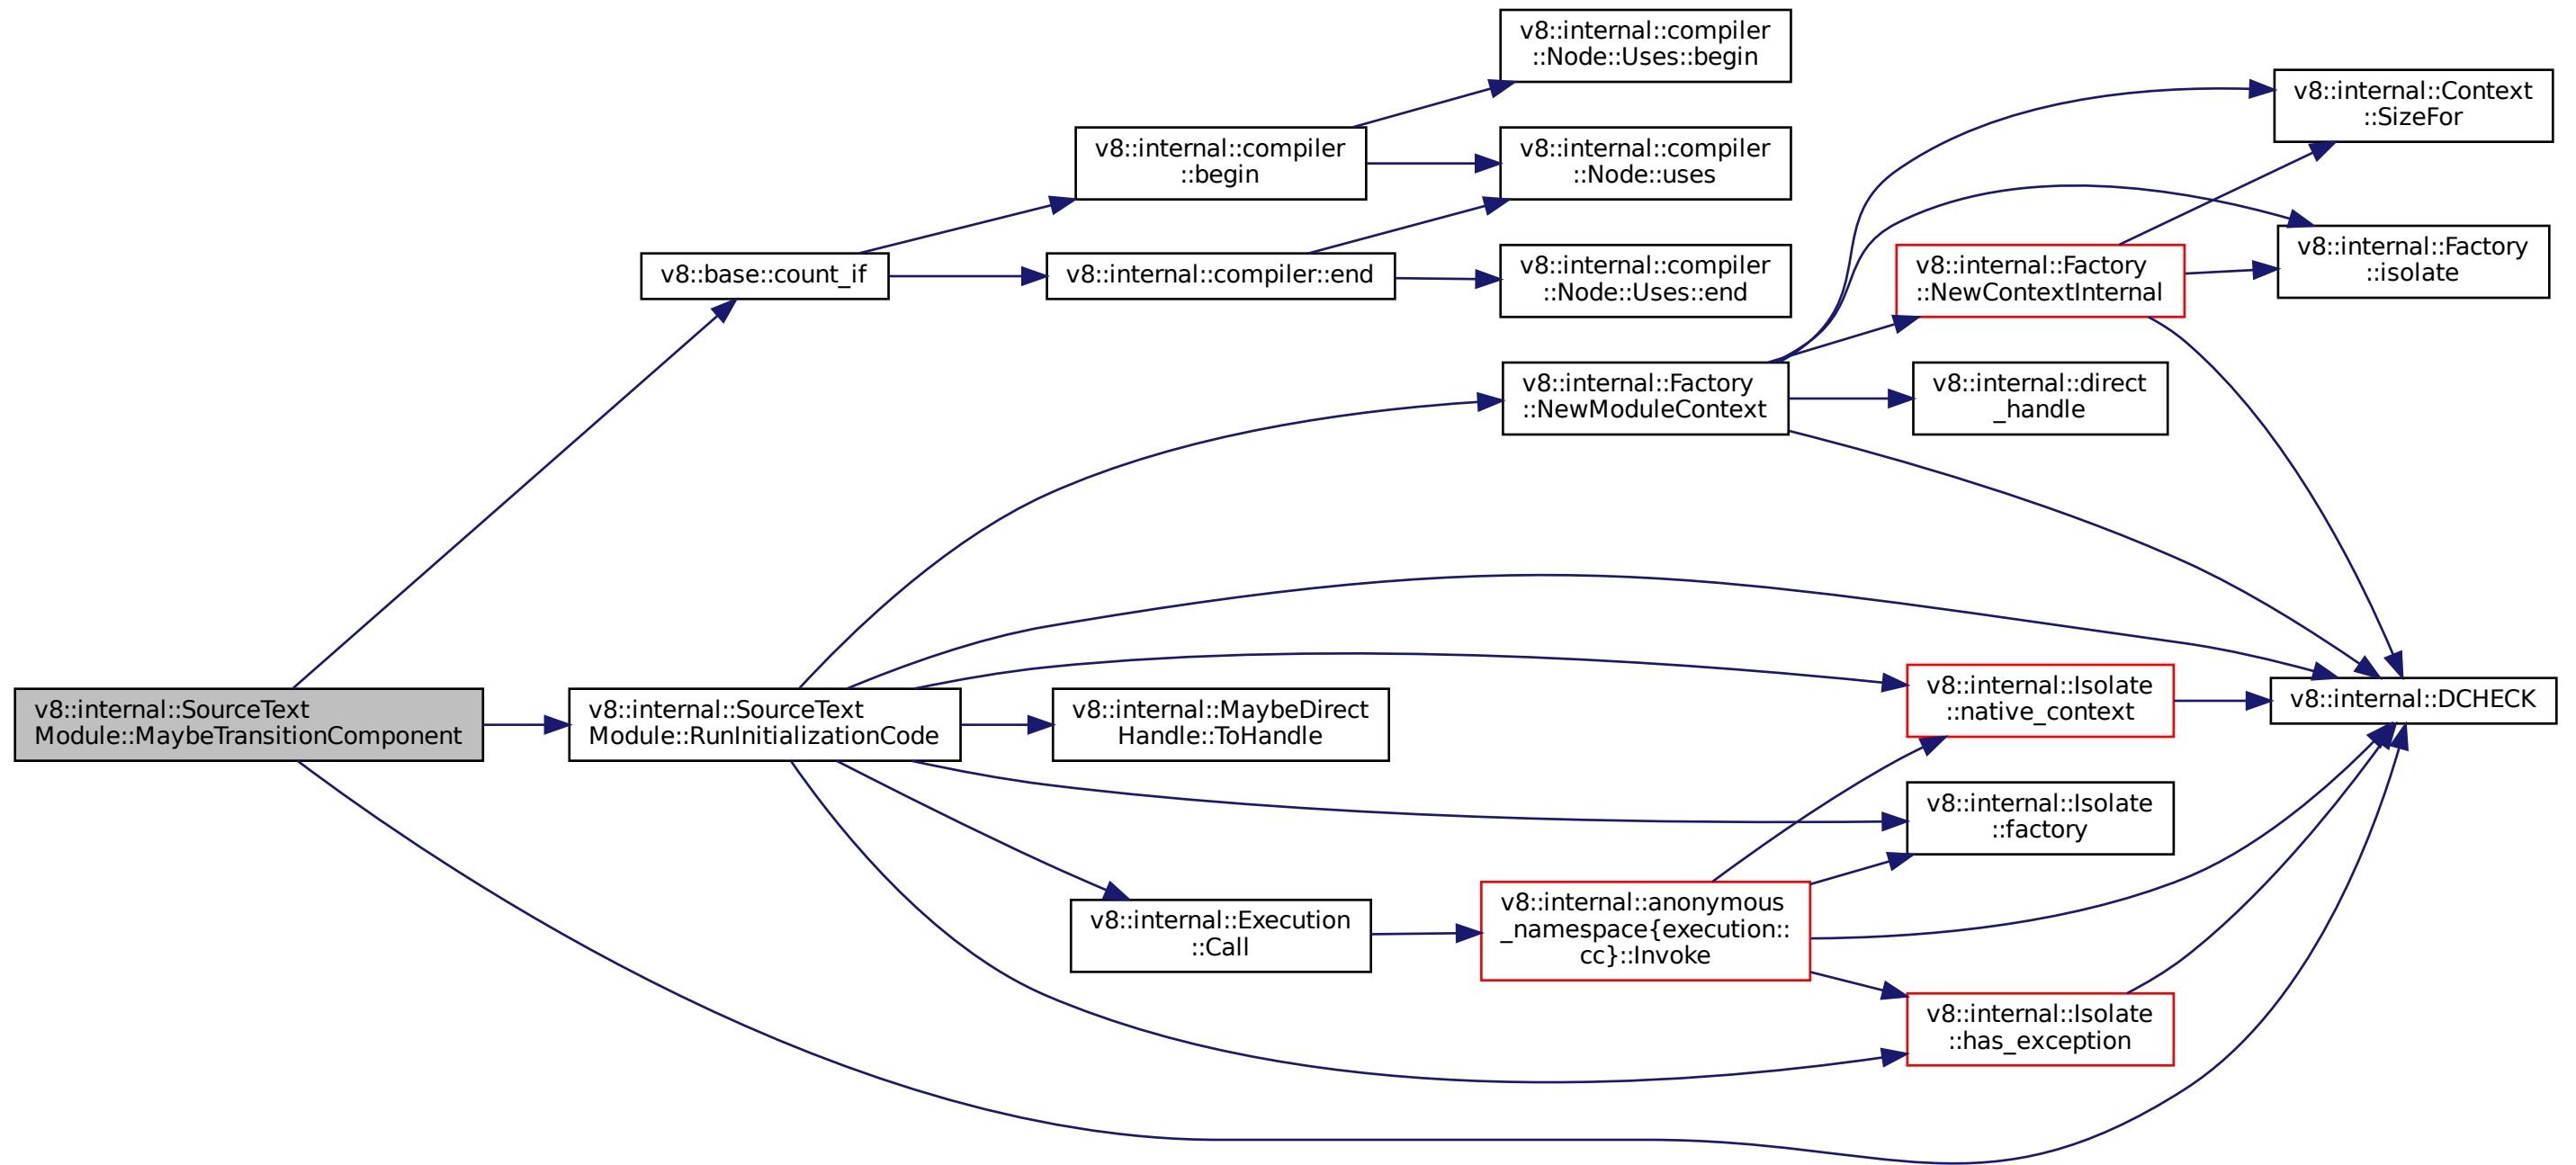 v8::internal::compiler
::Node::Uses::begin
v8::internal::Context
::SizeFor
v8::internal::compiler
::begin
v8::internal::compiler
::Node::uses
v8::base::count_if
v8::internal::compiler::end
v8::internal::compiler
::Node::Uses::end
v8::internal::Factory
::NewContextInternal
v8::internal::Factory
::isolate
v8::internal::Factory
::NewModuleContext
v8::internal::direct
_handle
v8::internal::SourceText
Module::MaybeTransitionComponent
v8::internal::SourceText
Module::RunInitializationCode
v8::internal::MaybeDirect
Handle::ToHandle
v8::internal::Isolate
::native_context
v8::internal::DCHECK
v8::internal::Isolate
::factory
v8::internal::Execution
::Call
v8::internal::anonymous
_namespace{execution::
cc}::Invoke
v8::internal::Isolate
::has_exception